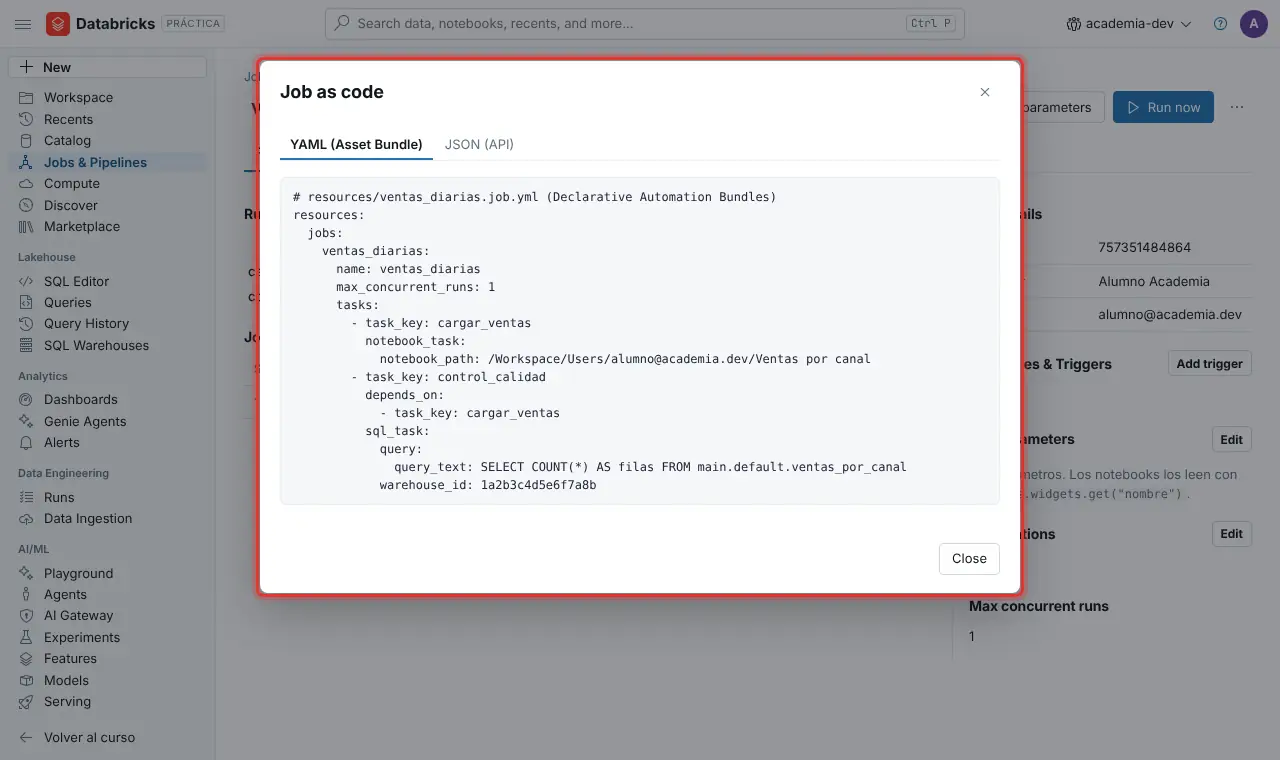 Databricks PRÁCTICA
Search data, notebooks, recents, and more... Ctrl P
academia-dev
A
New
Workspace
Recents
Catalog
Jobs & Pipelines
Compute
Discover
Marketplace
Lakehouse
SQL Editor
Queries
Query History
SQL Warehouses
Analytics
Dashboards
Genie Agents
Alerts
Data Engineering
Runs
Data Ingestion
AI/ML
Playground
Agents
AI Gateway
Experiments
Features
Models
Serving
Volver al curso
Job as code
YAML (Asset Bundle) JSON (API)
# resources/ventas_diarias.job.yml (Declarative Automation Bundles)
resources:
jobs:
ventas_diarias:
name: ventas_diarias
max_concurrent_runs: 1
tasks:
- task_key: cargar_ventas
notebook_task:
notebook_path: /Workspace/Users/alumno@academia.dev/Ventas por canal
- task_key: control_calidad
depends_on:
- task_key: cargar_ventas
sql_task:
query:
query_text: SELECT COUNT(*) AS filas FROM main.default.ventas_por_canal
warehouse_id: 1a2b3c4d5e6f7a8b
Close
parameters
Run now
757351484864
Alumno Academia
alumno@academia.dev
& Triggers
Add trigger
Edit
Los notebooks los leen con
.widgets.get("nombre").
Edit
Max concurrent runs
1